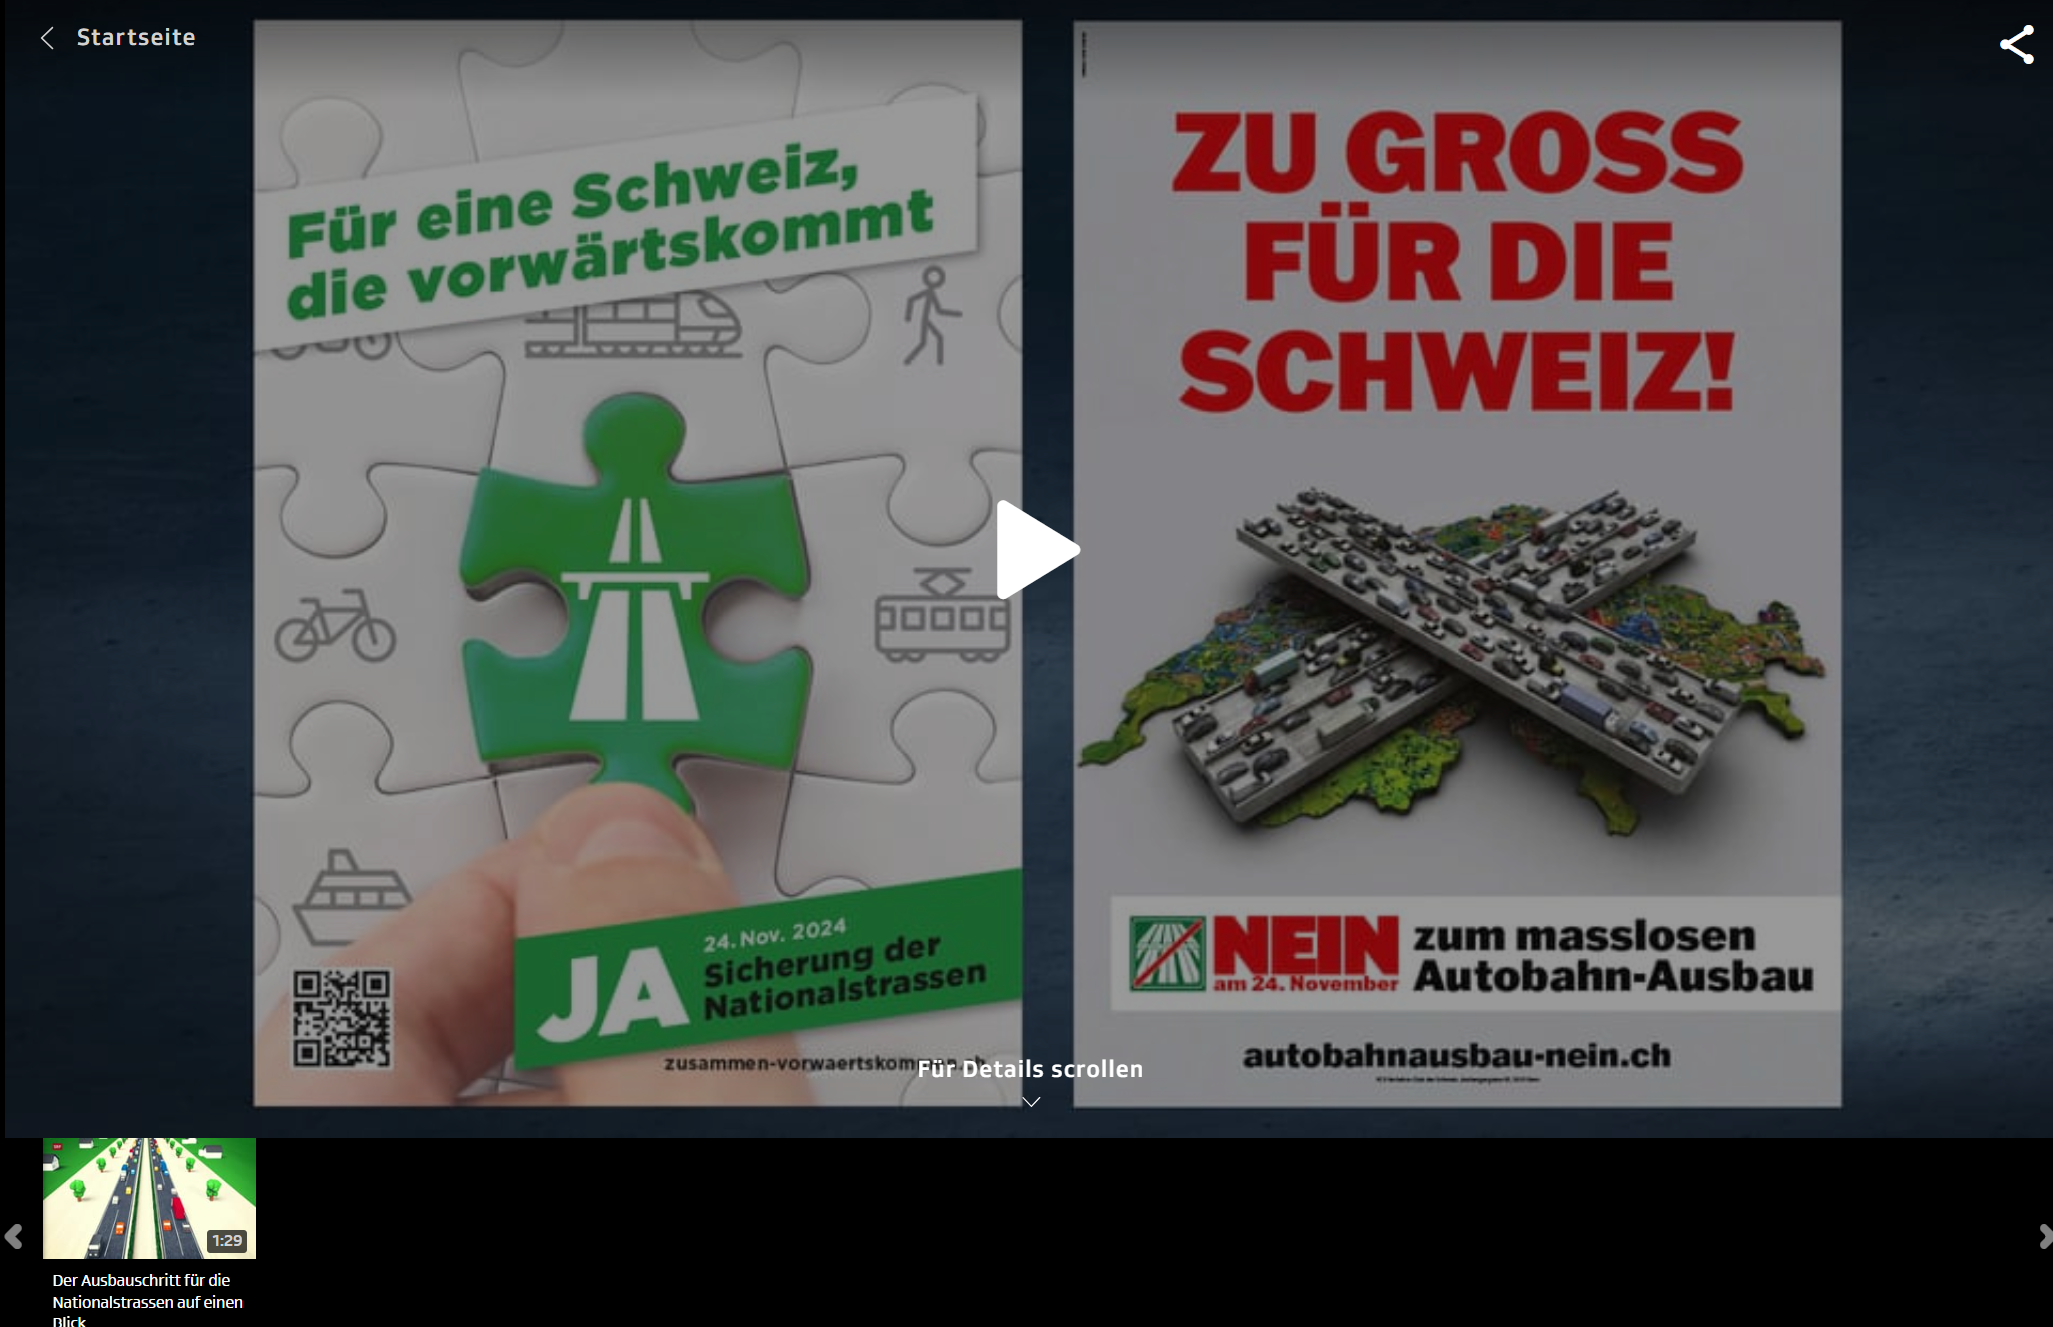 Startseite
Für eine Schweiz,
die vorwärtskommt
JA
24. Nov. 2024
Sicherung der
Nationalstrassen
ZU GROSS
FÜR DIE
SCHWEIZ!
NEIN
am 24. November
zum masslosen
Autobahn-Ausbau
autobahnausbau-nein.ch
Für Details scrollen
1:29
Der Ausbauschritt für die
Nationalstrassen auf einen
Blick